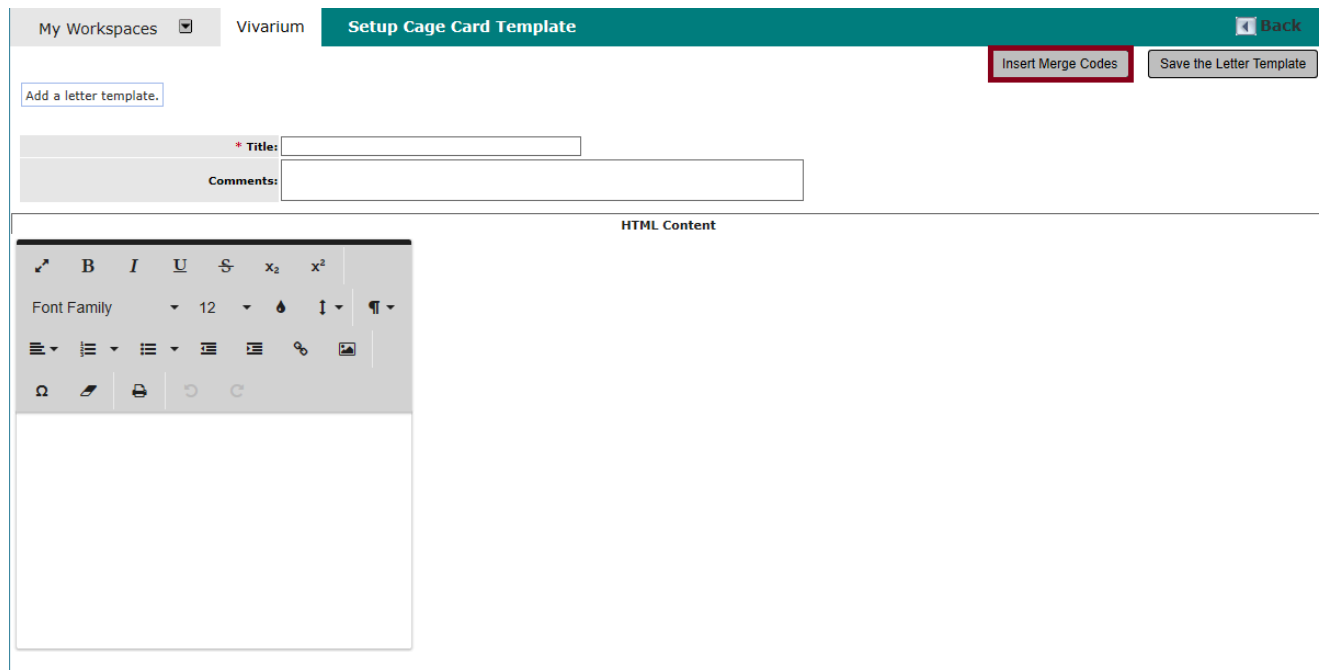 My Workspaces Vivarium Setup Cage Card Template Back
Insert Merge Codes Save the Letter Template
Add a letter template.
* Title:
Comments:
HTML Content
B I U S x₂ x²
Font Family 12 ¶
Ω